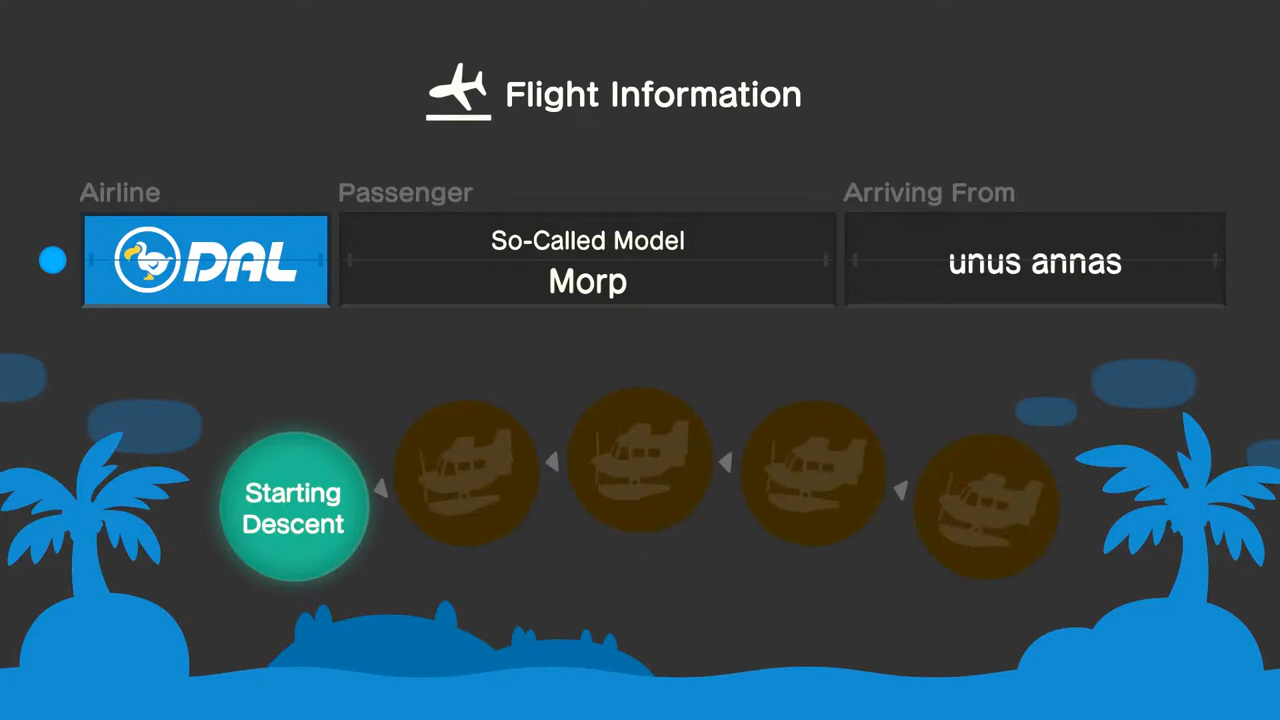 Flight Information
Airline
Passenger
Arriving From
DAL
So-Called Model
Morp
unus annas
Starting
Descent